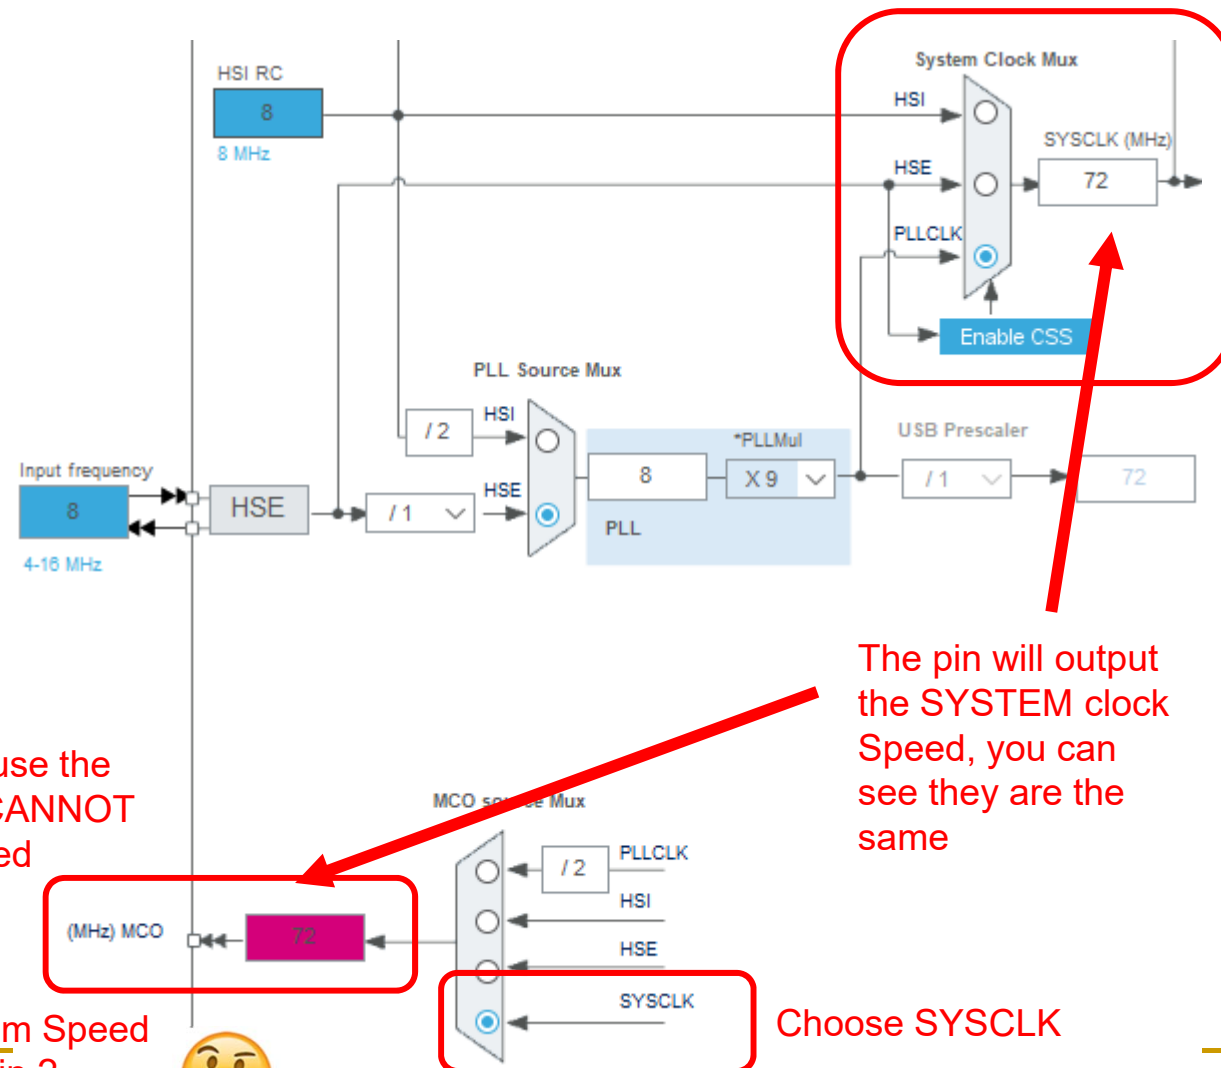 System Clock Mux
HSI RC
8
8 MHz
HSI
SYSCLK (MHz)
HSE
72
PLLCLK
Enable CSS
PLL Source Mux
HSI
/ 2
*PLLMul
USB Prescaler
Input frequency
8
4-16 MHz
HSE
/ 1
HSE
8
X 9
PLL
/ 1
72
The pin will output
the SYSTEM clock
Speed, you can
see they are the
same
use the
CANNOT
ed
MCO source Mux
PLLCLK
/ 2
HSI
HSE
SYSCLK
(MHz) MCO
72
Choose SYSCLK
m Speed
in ?